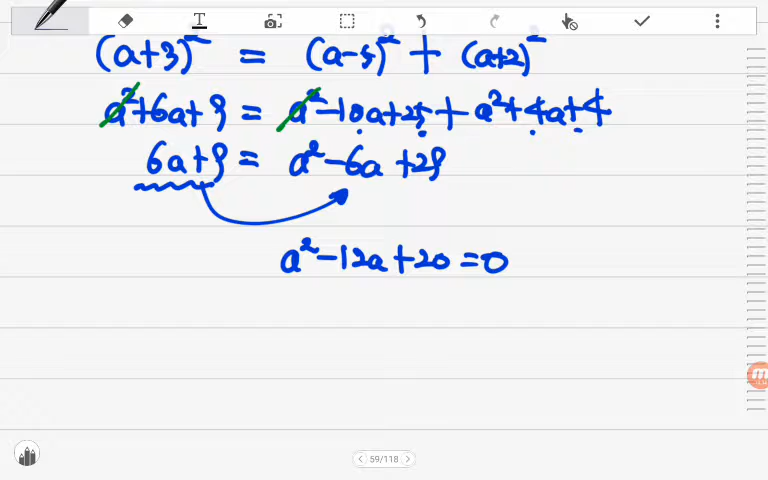 (a+3)² = (a-5)² + (a+2)²
a²+6a+9 = a²-10a+25+a²+4a+4
6a+9 = a²-6a+29
a²-12a+20=0
59/118